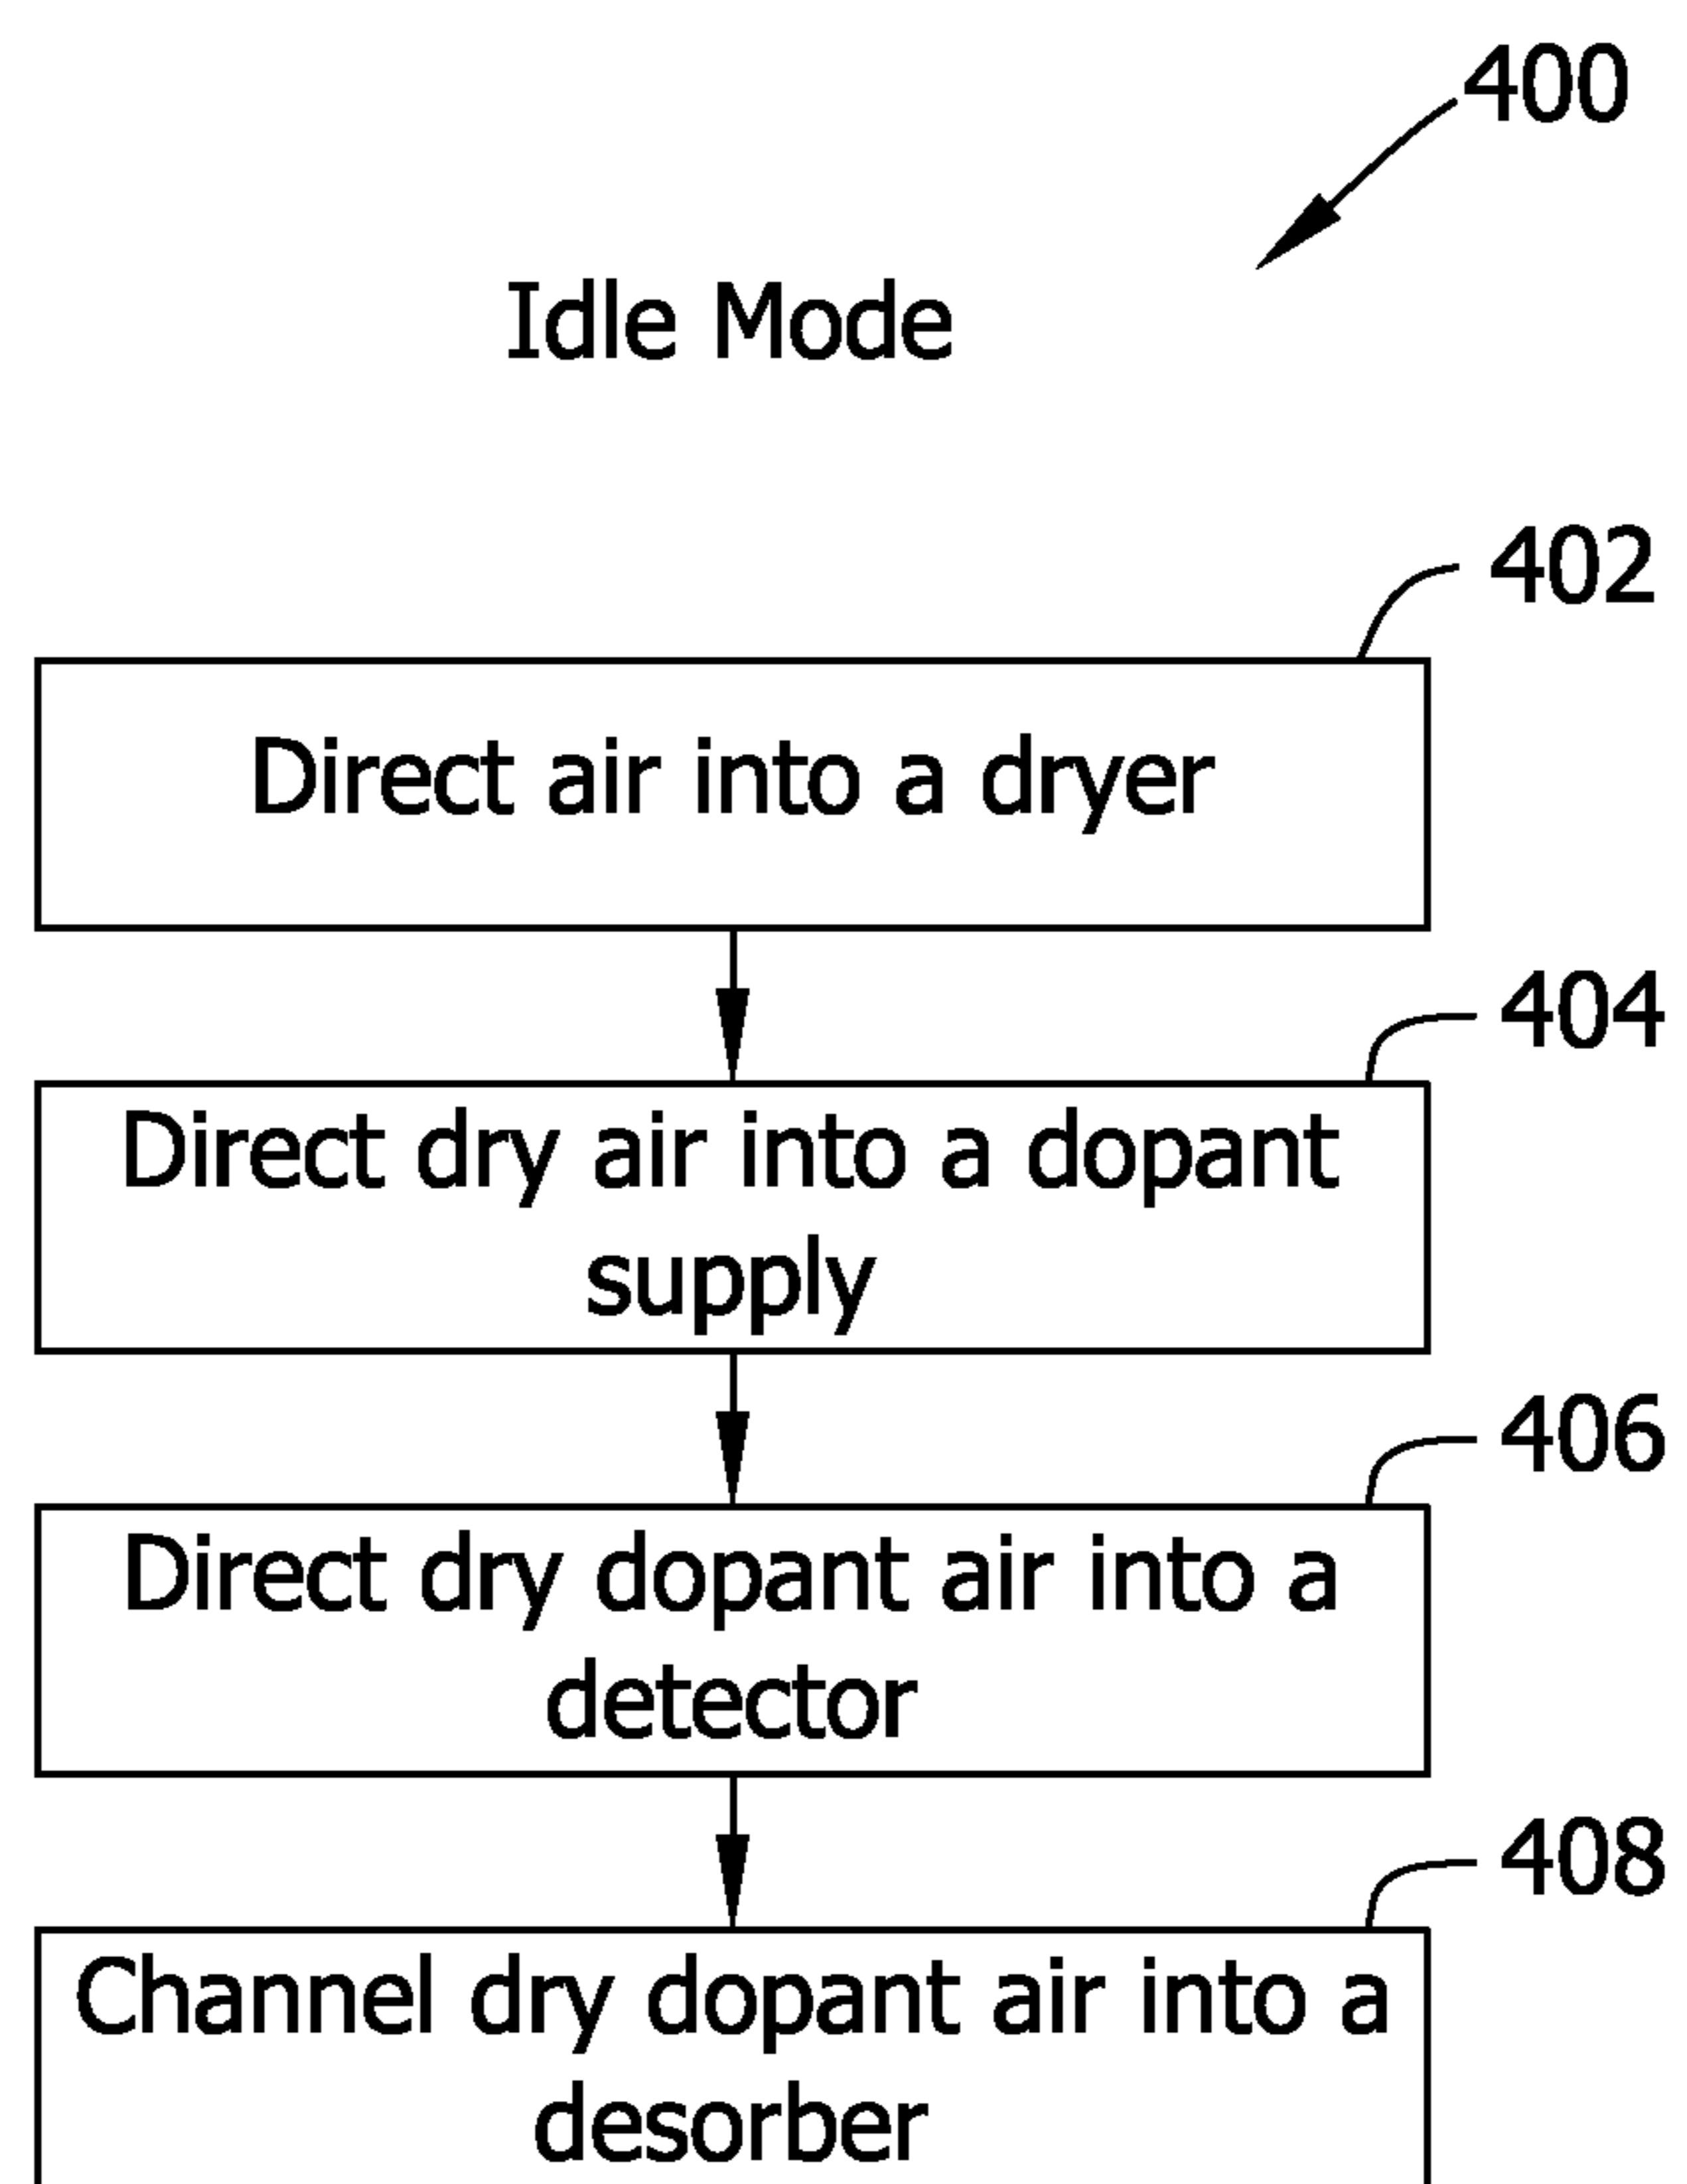 400
Idle Mode
402
Direct air into a dryer
404
Direct dry air into a dopant
supply
406
Direct dry dopant air into a
detector
408
Channel dry dopant air into a
desorber